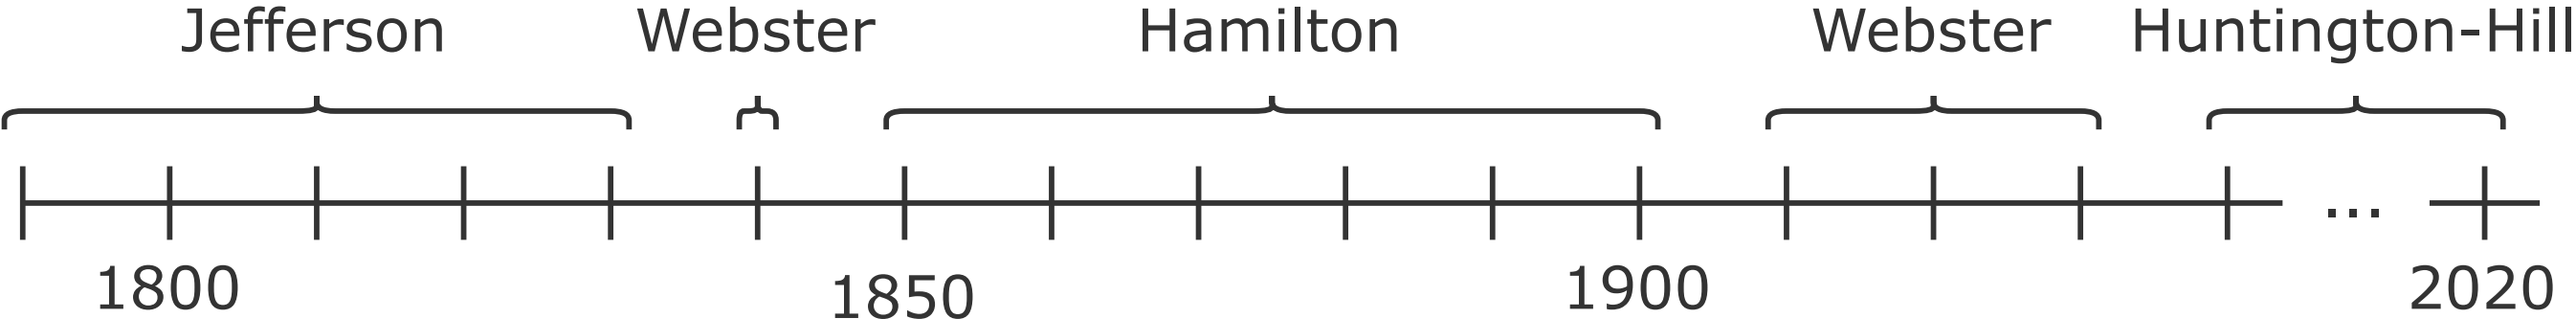 Jefferson Webster Hamilton Webster Huntington-Hill
...
1800 1850 1900 2020